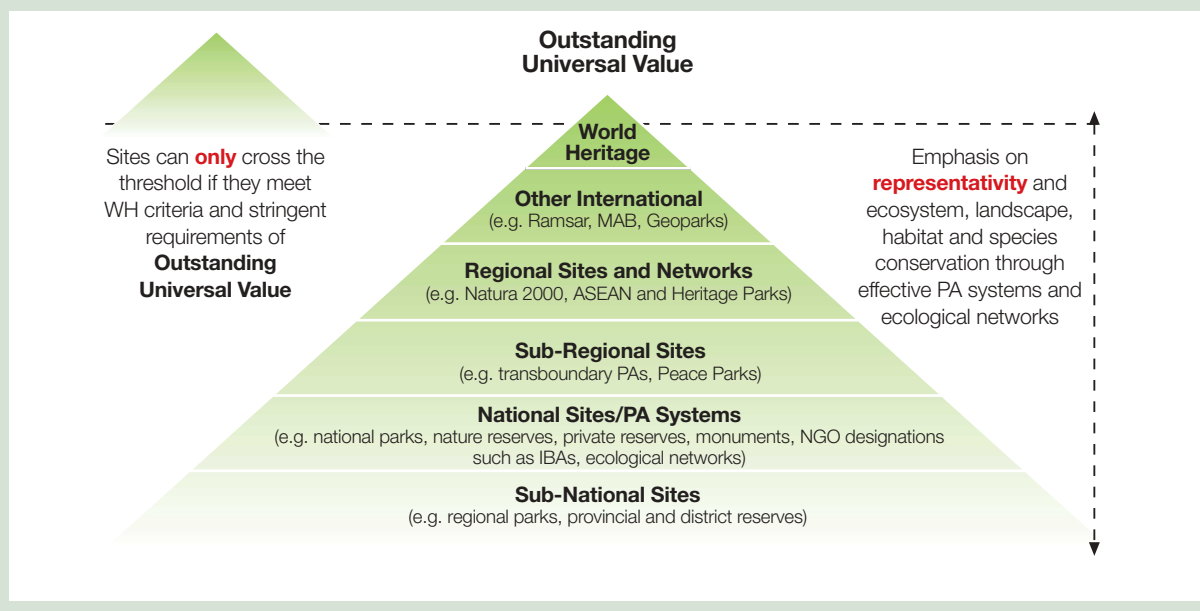 Outstanding
Universal Value
Sites can only cross the
threshold if they meet
WH criteria and stringent
requirements of
Outstanding
Universal Value
World
Heritage
Other International
(e.g. Ramsar, MAB, Geoparks)
Regional Sites and Networks
(e.g. Natura 2000, ASEAN and Heritage Parks)
Sub-Regional Sites
(e.g. transboundary PAs, Peace Parks)
National Sites/PA Systems
(e.g. national parks, nature reserves, private reserves, monuments, NGO designations
such as IBAs, ecological networks)
Sub-National Sites
(e.g. regional parks, provincial and district reserves)
Emphasis on
representativity and
ecosystem, landscape,
habitat and species
conservation through
effective PA systems and
ecological networks